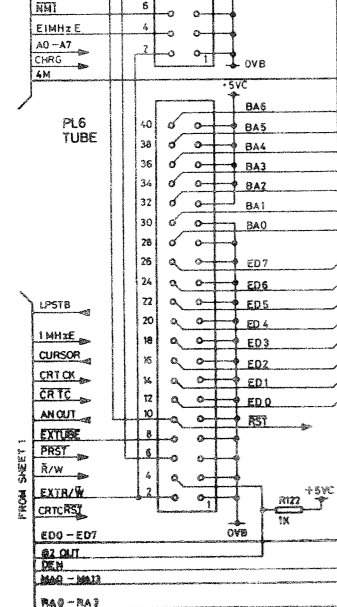 NMI
6
E1MHz E
4
A0-A7
2
CHRG
1
0VB
4M
+5VC
PL6
TUBE
BA6
40
BA5
38
BA4
36
BA3
34
BA2
32
BA1
30
BA0
28
26
ED7
24
ED6
22
ED5
20
ED4
18
ED3
16
ED2
14
ED1
12
ED0
10
RST
8
6
4
2
1
0VB
LPSTB
1MHzE
CURSOR
CRT CK
CRTC
AN OUT
EXTUBE
PRST
R/W
EXTR/W
CRTCRST
FROM SHEET 1
+5VC
R122
1K
ED0 - ED7
Ø2 OUT
DEN
MA0 - MA13
RA0 - RA3